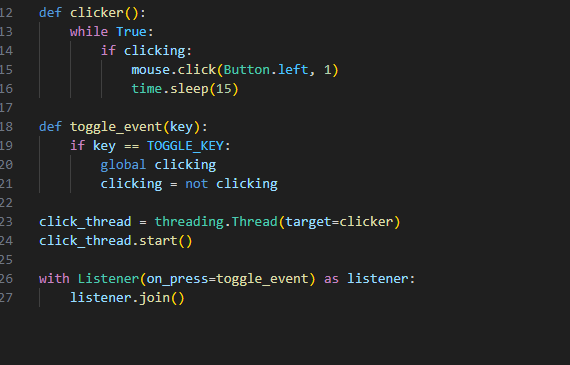 12 def clicker():
13     while True:
14         if clicking:
15             mouse.click(Button.left, 1)
16             time.sleep(15)
17
18 def toggle_event(key):
19     if key == TOGGLE_KEY:
20         global clicking
21         clicking = not clicking
22
23 click_thread = threading.Thread(target=clicker)
24 click_thread.start()
25
26 with Listener(on_press=toggle_event) as listener:
27     listener.join()